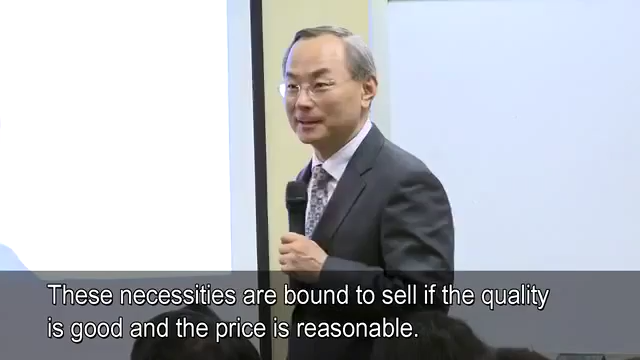 These necessities are bound to sell if the quality
is good and the price is reasonable.